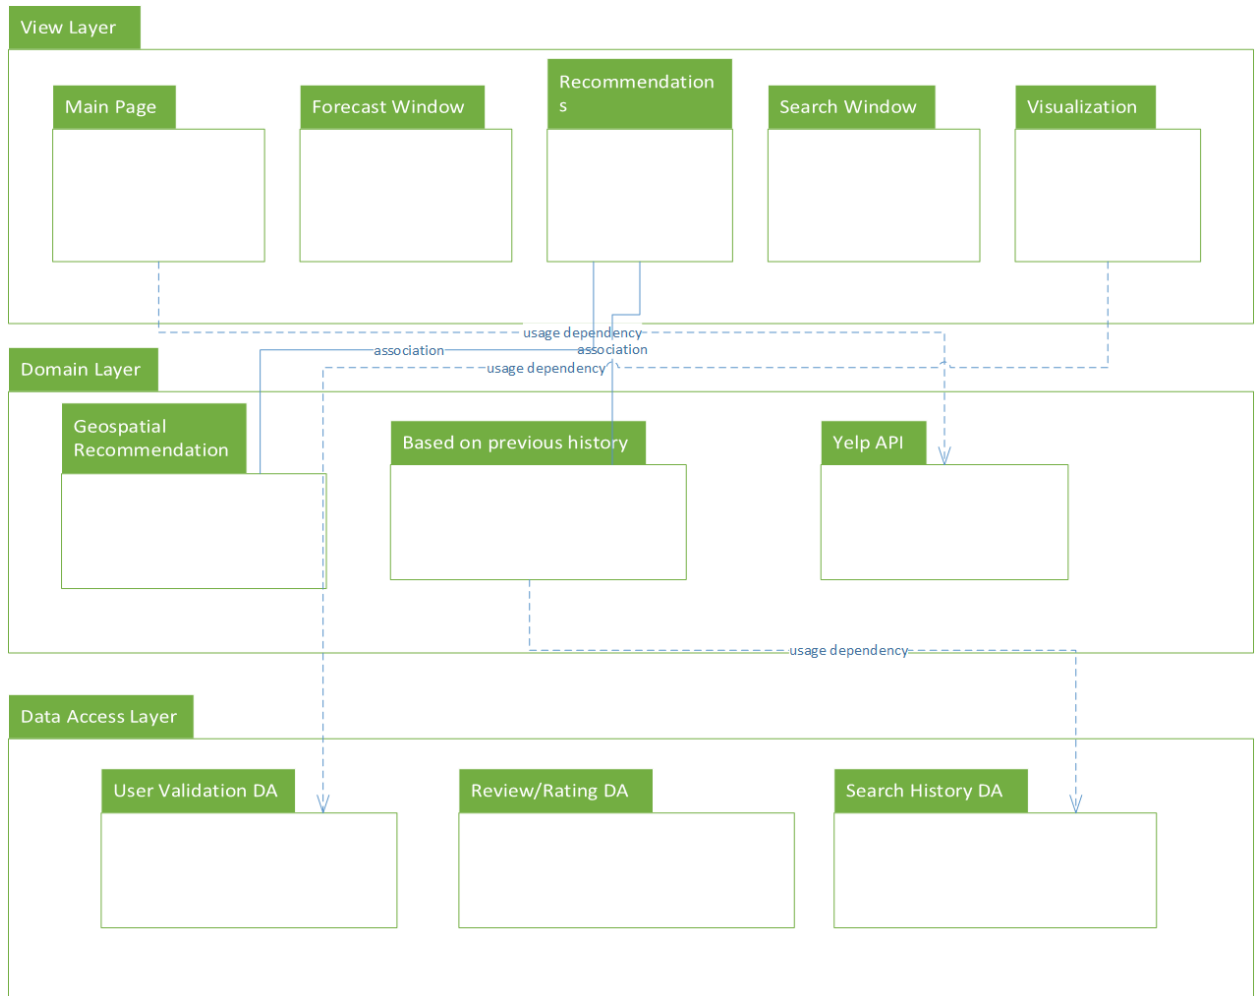 View Layer
Main Page
Forecast Window
Recommendation
s
Search Window
Visualization
usage dependency
association
association
usage dependency
Domain Layer
Geospatial
Recommendation
Based on previous history
Yelp API
usage dependency
Data Access Layer
User Validation DA
Review/Rating DA
Search History DA